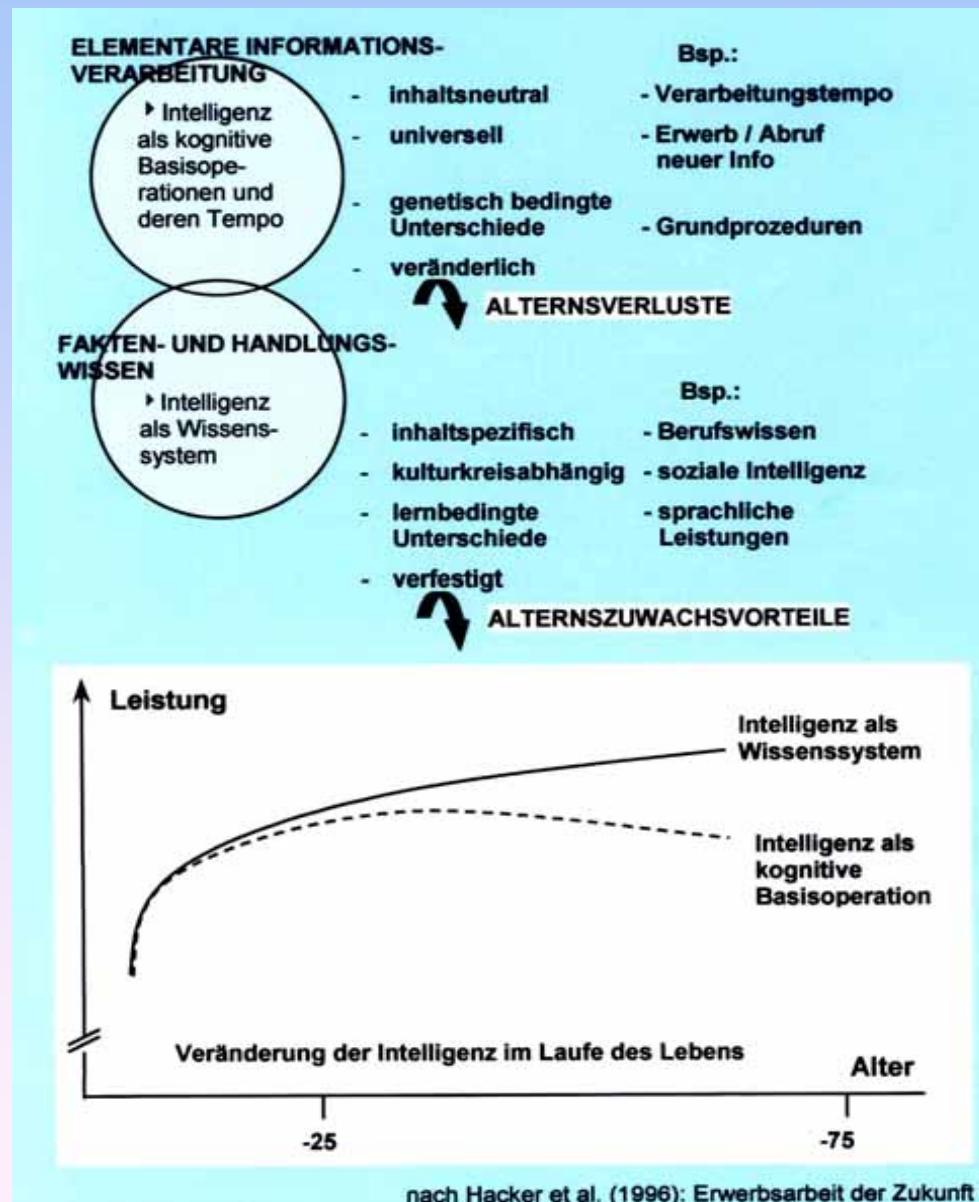 ELEMENTARE INFORMATIONS-
VERARBEITUNG
▸ Intelligenz
als kognitive
Basisope-
rationen und
deren Tempo
- inhaltsneutral
- universell
- genetisch bedingte
Unterschiede
- veränderlich
Bsp.:
- Verarbeitungstempo
- Erwerb / Abruf
neuer Info
- Grundprozeduren
ALTERNSVERLUSTE
FAKTEN- UND HANDLUNGS-
WISSEN
▸ Intelligenz
als Wissens-
system
- inhaltspezifisch
- kulturkreisabhängig
- lernbedingte
Unterschiede
- verfestigt
Bsp.:
- Berufswissen
- soziale Intelligenz
- sprachliche
Leistungen
ALTERNSZUWACHSVORTEILE
Leistung
Intelligenz als
Wissenssystem
Intelligenz als
kognitive
Basisoperation
Veränderung der Intelligenz im Laufe des Lebens
Alter
-25
-75
nach Hacker et al. (1996): Erwerbsarbeit der Zukunft